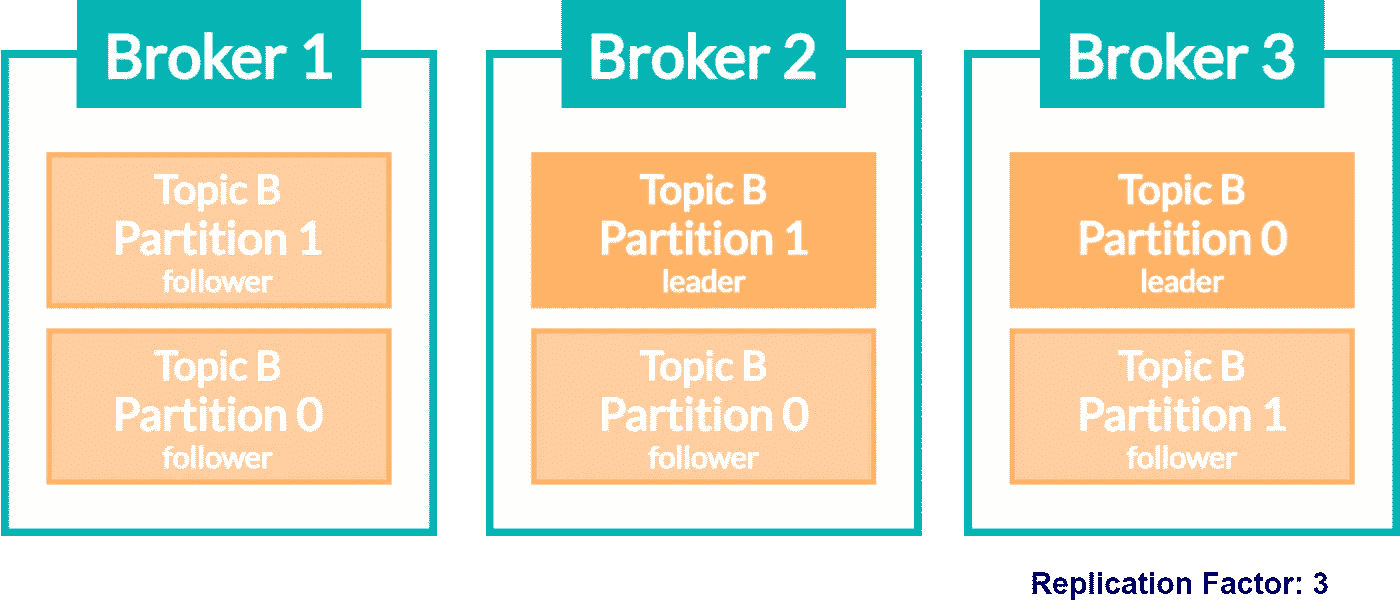 Broker 1
Topic B
Partition 1
follower
Topic B
Partition 0
follower
Broker 2
Topic B
Partition 1
leader
Topic B
Partition 0
follower
Broker 3
Topic B
Partition 0
leader
Topic B
Partition 1
follower
Replication Factor: 3